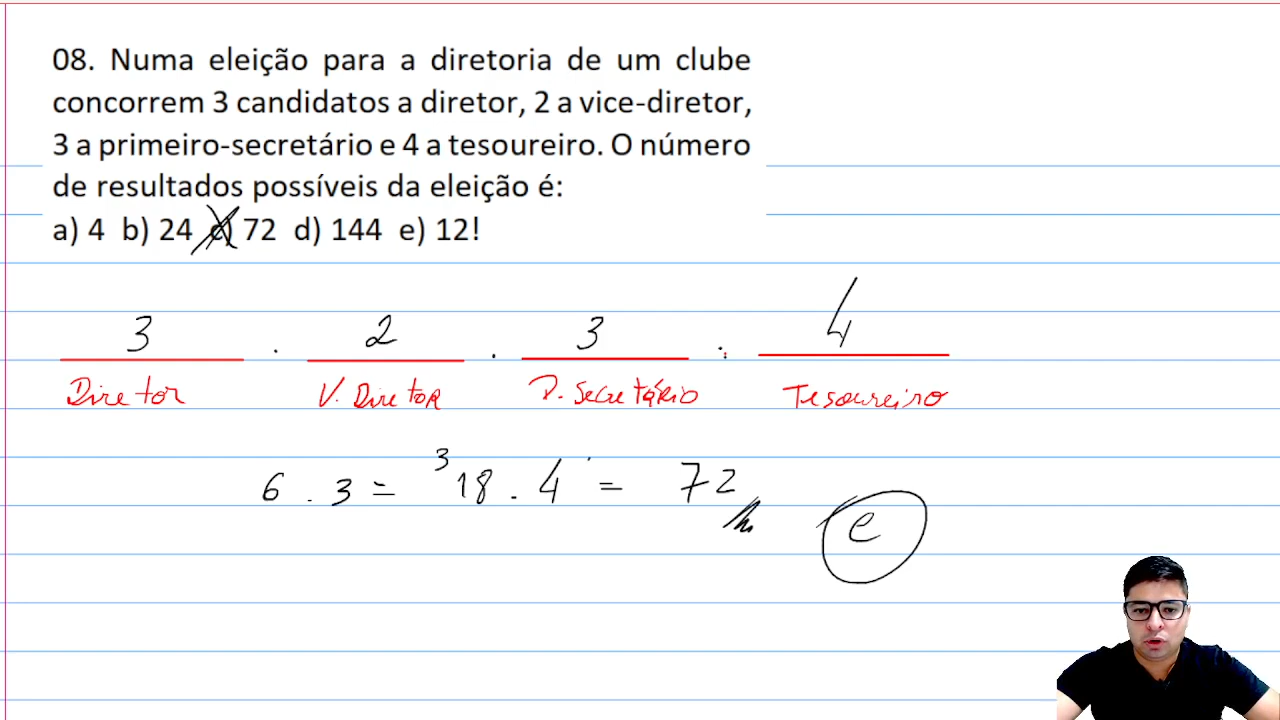 08. Numa eleição para a diretoria de um clube
concorrem 3 candidatos a diretor, 2 a vice-diretor,
3 a primeiro-secretário e 4 a tesoureiro. O número
de resultados possíveis da eleição é:
a) 4 b) 24 c) 72 d) 144 e) 12!
3 . 2 . 3 . 4
Diretor V. Diretor P. Secretário Tesoureiro
6 . 3 = 3 18 . 4 = 72
e